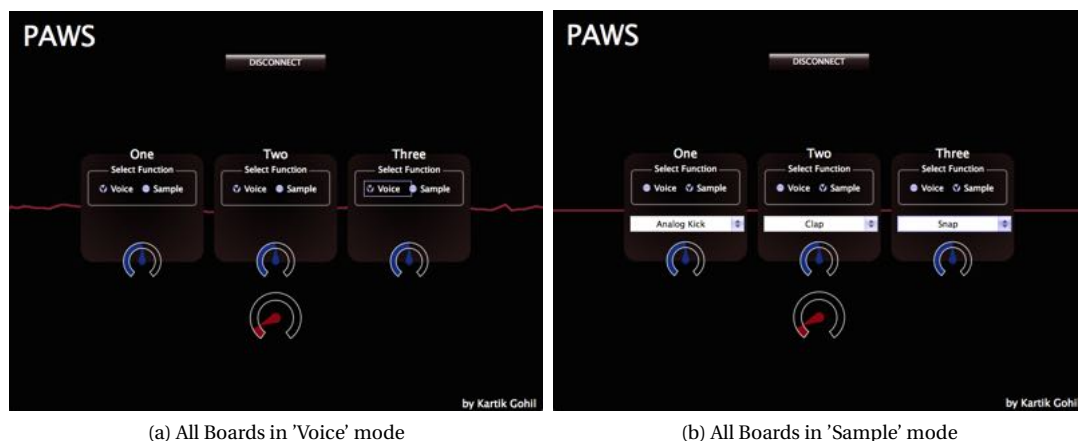 PAWS
DISCONNECT
One
Two
Three
Select Function
Select Function
Select Function
Voice
Sample
Voice
Sample
Voice
Sample
by Kartik Gohil
(a) All Boards in 'Voice' mode
PAWS
DISCONNECT
One
Two
Three
Select Function
Select Function
Select Function
Voice
Sample
Voice
Sample
Voice
Sample
Analog Kick
Clap
Snap
by Kartik Gohil
(b) All Boards in 'Sample' mode